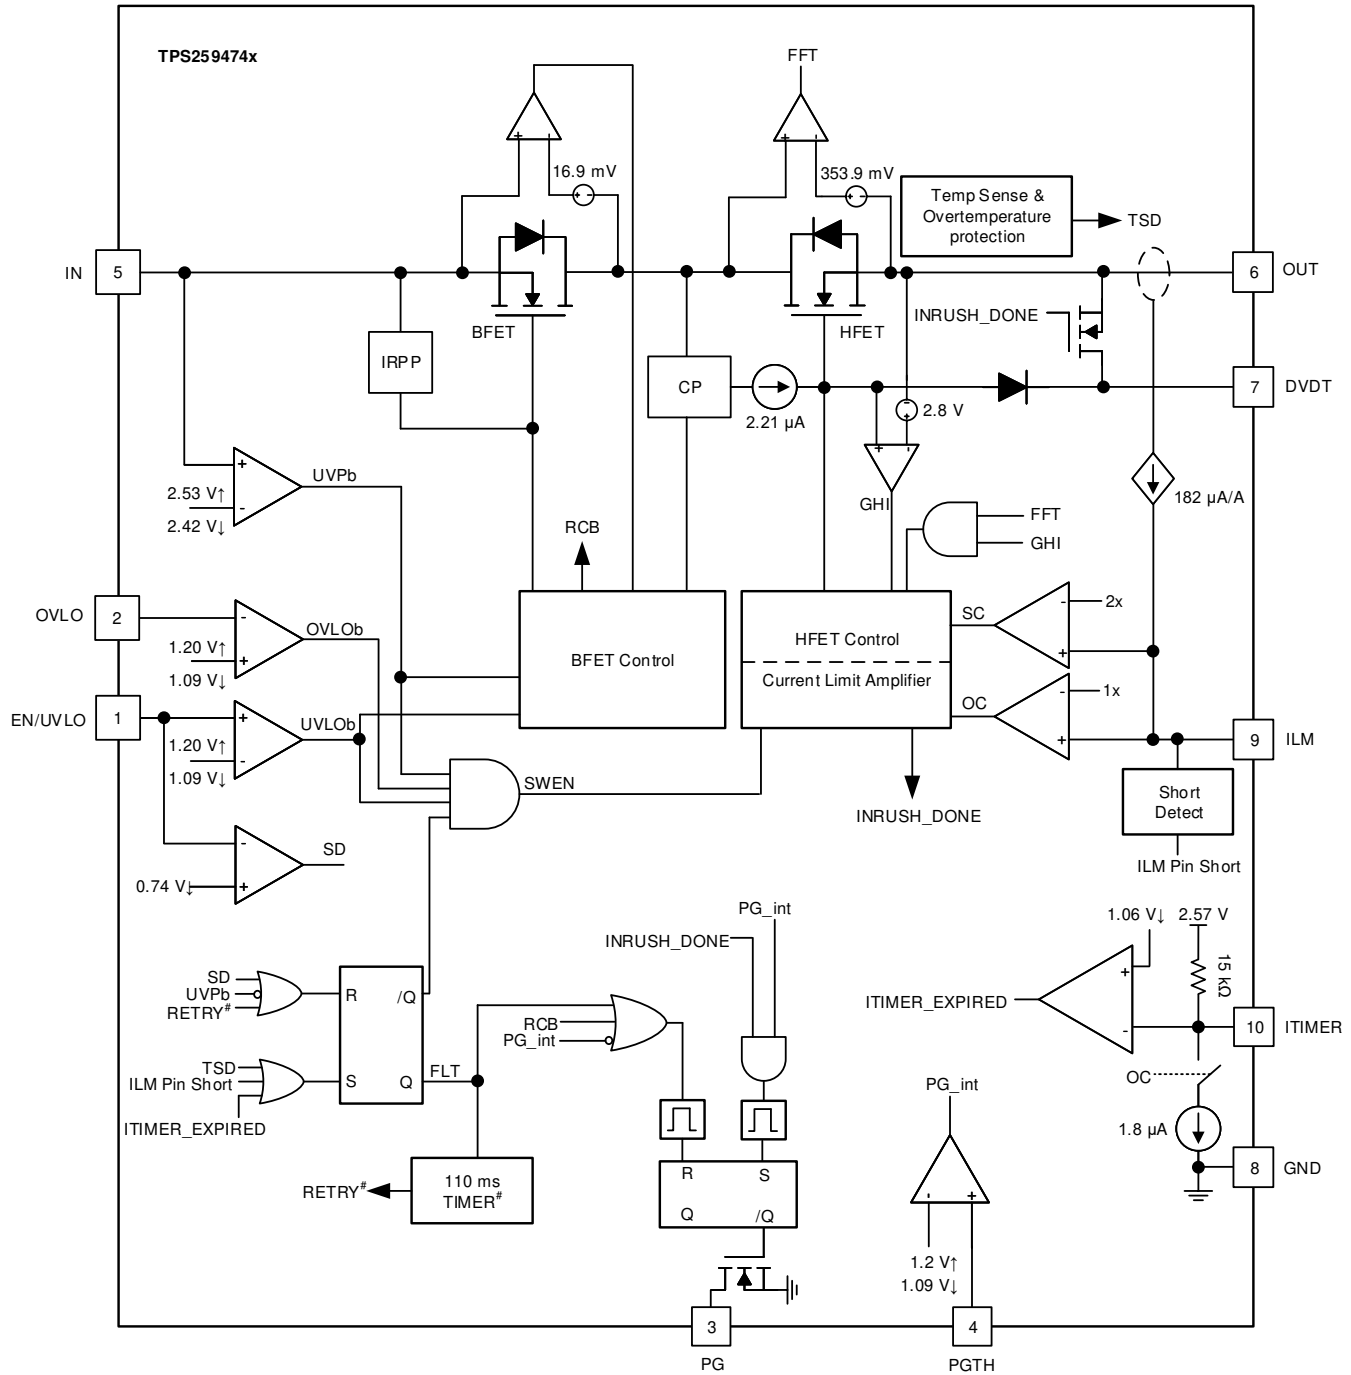 TPS259474x
FFT
+
-
+
-
16.9 mV
+ -
353.9 mV
+ -
Temp Sense &
Overtemperature
protection
TSD
IN
5
6
OUT
BFET
HFET
INRUSH_DONE
IRPP
CP
2.21 µA
-
+
2.8 V
7
DVDT
+
-
GHI
UVPb
+
2.53 V↑
-
2.42 V↓
182 µA/A
FFT
GHI
RCB
OVLO
2
-
OVLOb
1.20 V↑
+
1.09 V↓
BFET Control
HFET Control
Current Limit Amplifier
SC
-
2x
+
OC
-
1x
+
EN/UVLO
1
+
UVLOb
1.20 V↑
-
1.09 V↓
9
ILM
SWEN
INRUSH_DONE
Short
Detect
ILM Pin Short
-
SD
0.74 V↓
+
PG_int
INRUSH_DONE
1.06 V↓
2.57 V
15 kΩ
+
ITIMER_EXPIRED
-
10
ITIMER
SD
UVPb
RETRY#
R
/Q
RCB
PG_int
TSD
ILM Pin Short
ITIMER_EXPIRED
S
Q
FLT
PG_int
OC
1.8 µA
8
GND
110 ms
TIMER#
RETRY#
R
S
Q
/Q
-
+
1.2 V↑
1.09 V↓
3
4
PG
PGTH